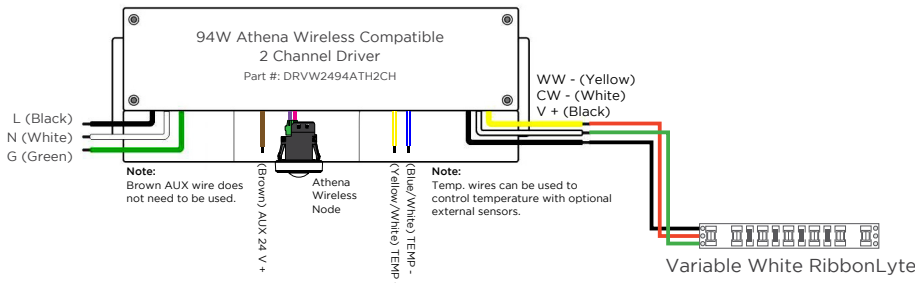 94W Athena Wireless Compatible
2 Channel Driver
Part #: DRVW2494ATH2CH
WW - (Yellow)
CW - (White)
V + (Black)
L (Black)
N (White)
G (Green)
Note:
Brown AUX wire does
not need to be used.
(Brown) AUX 24 V +
Athena
Wireless
Node
(Yellow/White) TEMP
(Blue/White) TEMP -
Note:
Temp. wires can be used to
control temperature with optional
external sensors.
Variable White RibbonLyte